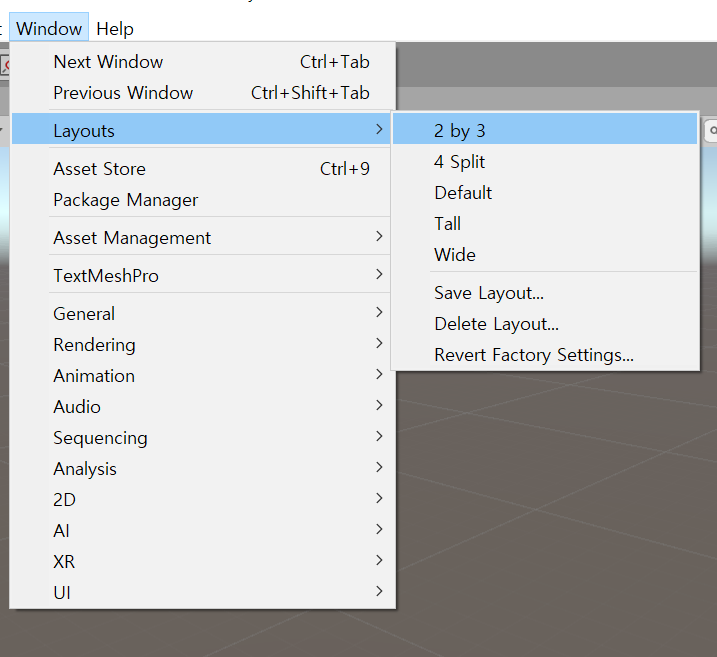 Window Help
Next Window Ctrl+Tab
Previous Window Ctrl+Shift+Tab
Layouts
Asset Store Ctrl+9
Package Manager
Asset Management
TextMeshPro
General
Rendering
Animation
Audio
Sequencing
Analysis
2D
AI
XR
UI
2 by 3
4 Split
Default
Tall
Wide
Save Layout...
Delete Layout...
Revert Factory Settings...